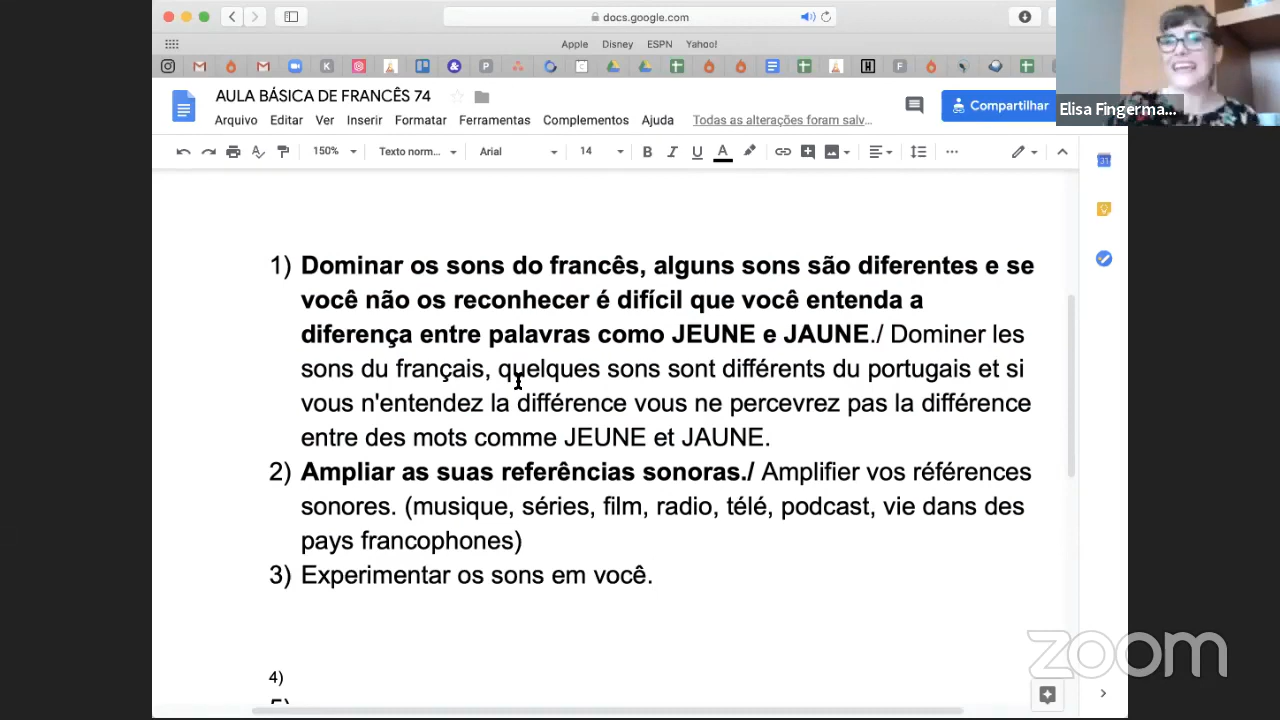 docs.google.com
Apple Disney ESPN Yahoo!
AULA BÁSICA DE FRANCÊS 74
Compartilhar
Elisa Fingerma...
Arquivo Editar Ver Inserir Formatar Ferramentas Complementos Ajuda Todas as alterações foram salv...
150% Texto norm... Arial 14 B I U A
31
1) Dominar os sons do francês, alguns sons são diferentes e se
você não os reconhecer é difícil que você entenda a
diferença entre palavras como JEUNE e JAUNE./ Dominer les
sons du français, quelques sons sont différents du portugais et si
vous n'entendez la différence vous ne percevrez pas la différence
entre des mots comme JEUNE et JAUNE.
2) Ampliar as suas referências sonoras./ Amplifier vos références
sonores. (musique, séries, film, radio, télé, podcast, vie dans des
pays francophones)
3) Experimentar os sons em você.
4)
5)
zoom